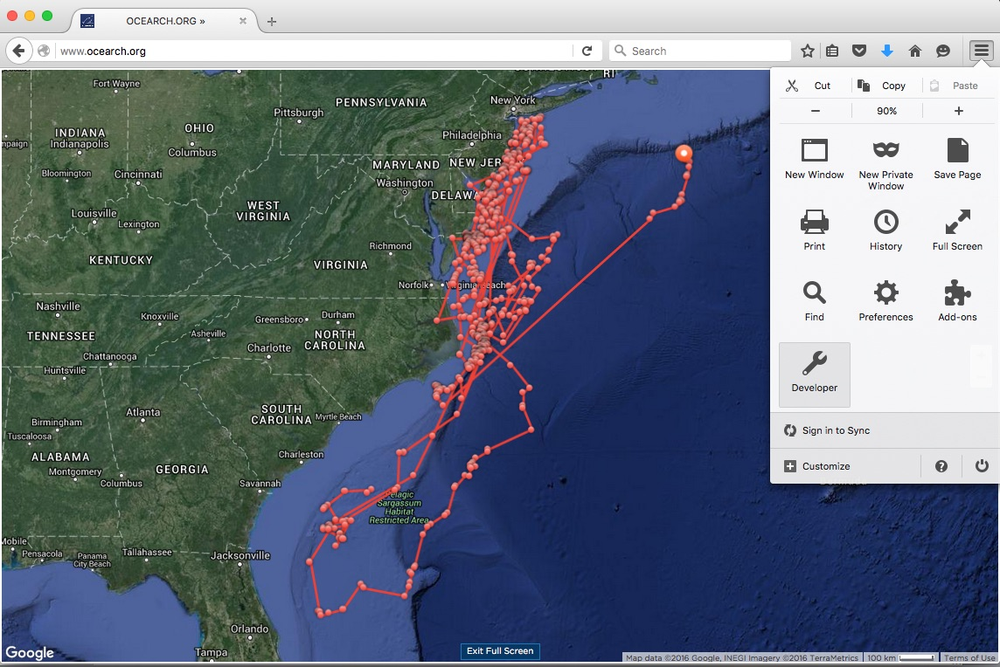 OCEARCH.ORG »
www.ocearch.org
Search
Cut
Copy
Paste
90%
New Window
New Private
Window
Save Page
Print
History
Full Screen
Find
Preferences
Add-ons
Developer
Sign in to Sync
Customize
RI
Fort Wayne
New York
PENNSYLVANIA
Pittsburgh
OHIO
INDIANA
Indianapolis
Columbus
Philadelphia
MARYLAND
NEW JER
Bloomington
Cincinnati
Washington
DELAWA
WEST
VIRGINIA
Louisville
Lexington
Richmond
KENTUCKY
VIRGINIA
Norfolk
Virginia Beach
Nashville
Knoxville
Greensboro
Durham
TENNESSEE
Asheville
NORTH
CAROLINA
Charlotte
Chattanooga
Huntsville
Atlanta
SOUTH
CAROLINA
Myrtle Beach
Birmingham
Tuscaloosa
ALABAMA
Montgomery
Columbus
GEORGIA
Charleston
Savannah
Pelagic
Sargassum
Habitat
Restricted Area
Mobile
Pensacola
Panama
City Beach
Tallahassee
Jacksonville
Orlando
Tampa
Google
Exit Full Screen
Map data ©2016 Google, INEGI Imagery ©2016 TerraMetrics
100 km
Terms of Use